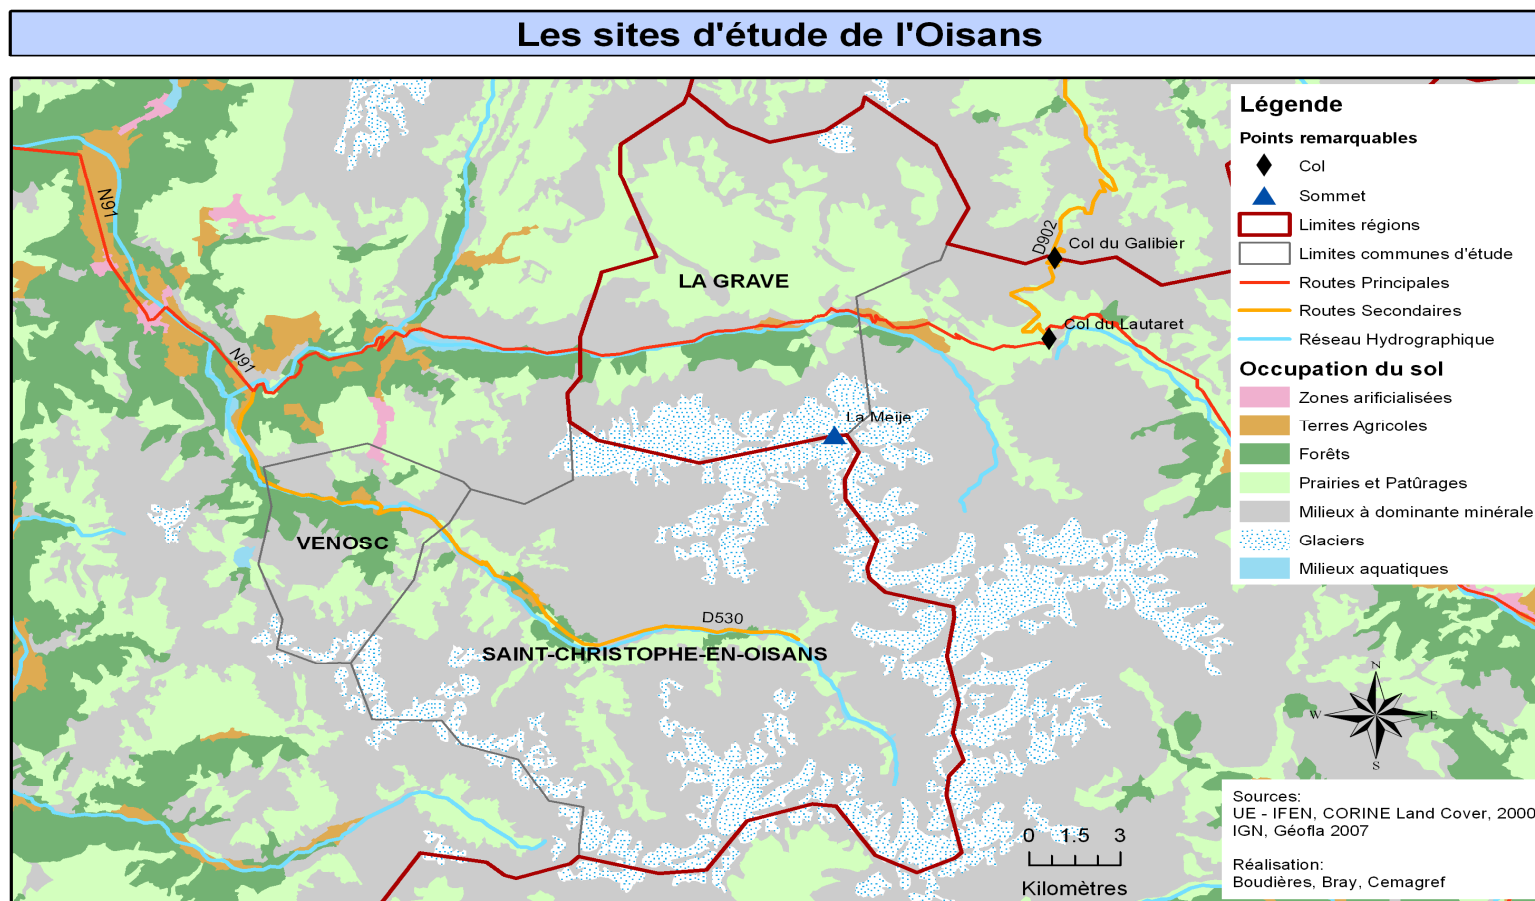 Les sites d'étude de l'Oisans
N91
N91
D902
Col du Galibier
LA GRAVE
Col du Lautaret
La Meije
VENOSC
D530
SAINT-CHRISTOPHE-EN-OISANS
Légende
Points remarquables
Col
Sommet
Limites régions
Limites communes d'étude
Routes Principales
Routes Secondaires
Réseau Hydrographique
Occupation du sol
Zones arificialisées
Terres Agricoles
Forêts
Prairies et Patûrages
Milieux à dominante minérale
Glaciers
Milieux aquatiques
N
W E
S
0 1.5 3
Kilomètres
Sources:
UE - IFEN, CORINE Land Cover, 2000
IGN, Géofla 2007
Réalisation:
Boudières, Bray, Cemagref